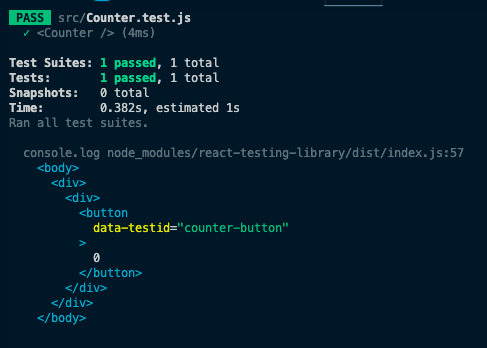 PASS src/Counter.test.js
✓ <Counter /> (4ms)
Test Suites: 1 passed, 1 total
Tests: 1 passed, 1 total
Snapshots: 0 total
Time: 0.382s, estimated 1s
Ran all test suites.
console.log node_modules/react-testing-library/dist/index.js:57
<body>
<div>
<div>
<button
data-testid="counter-button"
>
0
</button>
</div>
</div>
</body>